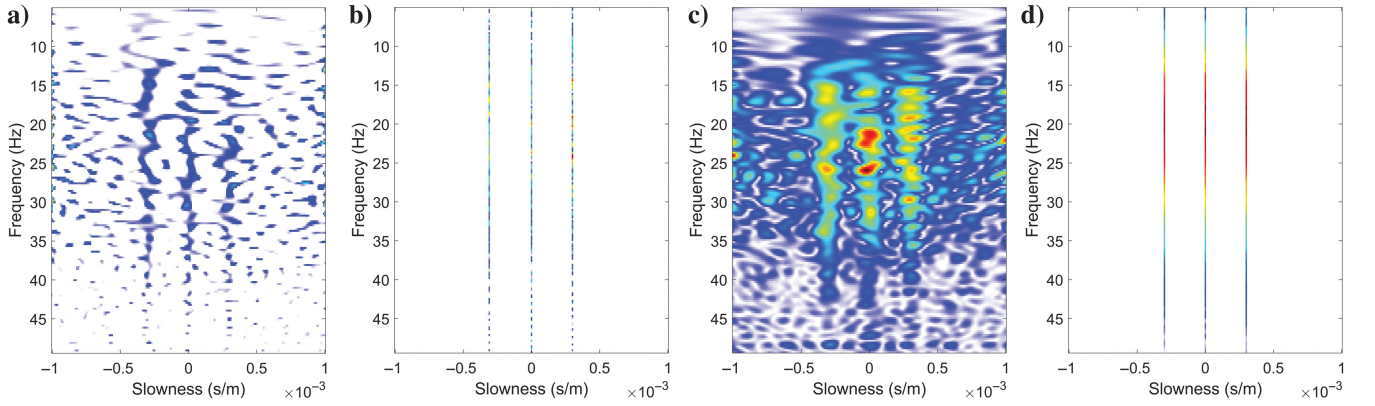 a) b) c) d)
5 5 5 5
10 10 10 10
15 15 15 15
20 20 20 20
Frequency (Hz) Frequency (Hz) Frequency (Hz) Frequency (Hz)
25 25 25 25
30 30 30 30
35 35 35 35
40 40 40 40
45 45 45 45
−1 −0.5 0 0.5 1 −1 −0.5 0 0.5 1 −1 −0.5 0 0.5 1 −1 −0.5 0 0.5 1
Slowness (s/m) ×10−3 Slowness (s/m) ×10−3 Slowness (s/m) ×10−3 Slowness (s/m) ×10−3